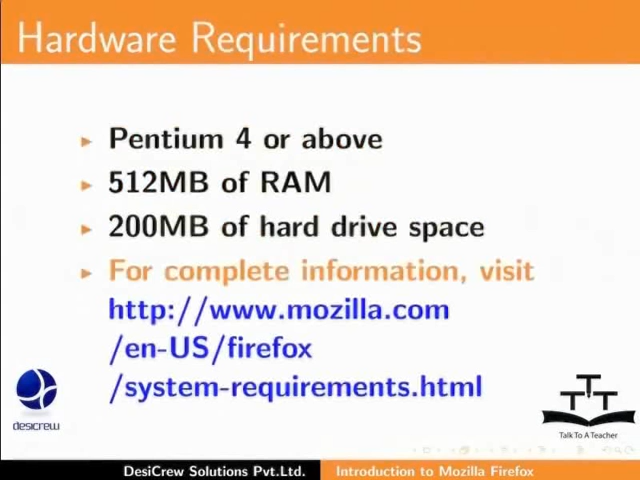 Hardware Requirements
Pentium 4 or above
512MB of RAM
200MB of hard drive space
For complete information, visit
http://www.mozilla.com
/en-US/firefox
/system-requirements.html
desicrew
TTT
Talk To A Teacher
DesiCrew Solutions Pvt.Ltd. Introduction to Mozilla Firefox